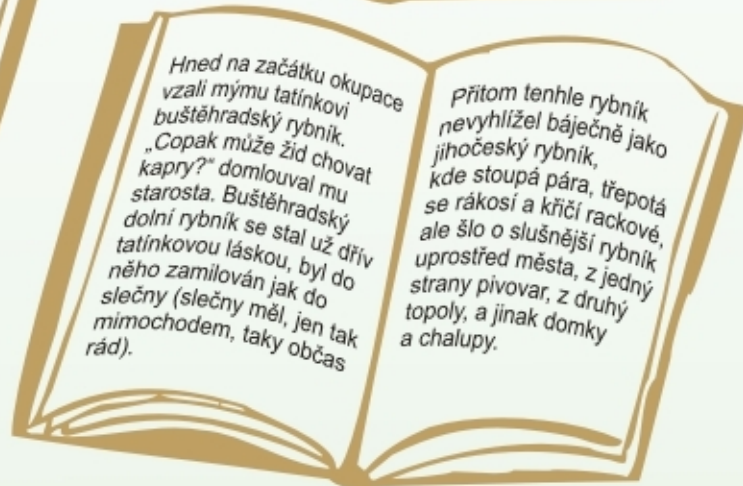 Hned na začátku okupace
vzali mýmu tatínkovi
buštěhradský rybník.
„Copak může žid chovat
kapry?“ domlouval mu
starosta. Buštěhradský
dolní rybník se stal už dřív
tatínkovou láskou, byl do
něho zamilován jak do
slečny (slečny měl, jen tak
mimochodem, taky občas
rád).
Přitom tenhle rybník
nevyhlížel báječně jako
jihočeský rybník,
kde stoupá pára, třepotá
se rákosí a křičí rackové,
ale šlo o slušnější rybník
uprostřed města, z jedný
strany pivovar, z druhý
topoly, a jinak domky
a chalupy.